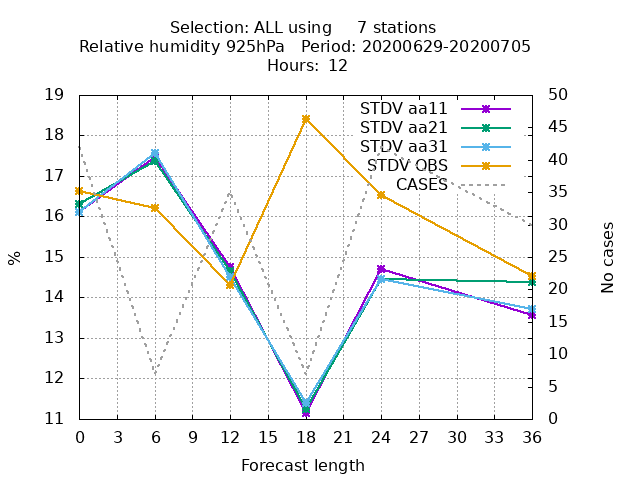 Selection: ALL using     7 stations
Relative humidity 925hPa   Period: 20200629-20200705
Hours: 12
19 50
STDV aa11
STDV aa21
STDV aa31
STDV OBS
CASES
18 45
17 40
16 35
15 30
14 25
13 20
12 15
11 10
5
0
%
No cases
0 3 6 9 12 15 18 21 24 27 30 33 36
Forecast length